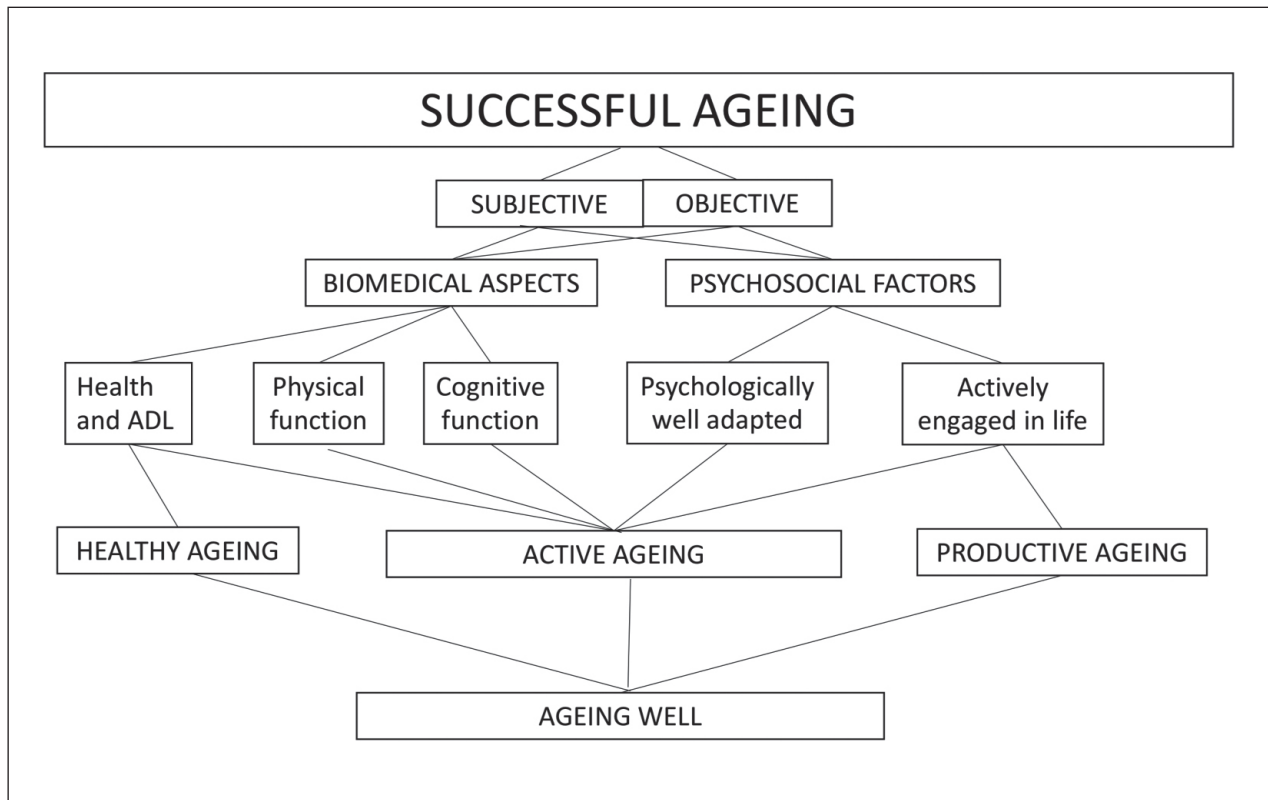 SUCCESSFUL AGEING
SUBJECTIVE
OBJECTIVE
BIOMEDICAL ASPECTS
PSYCHOSOCIAL FACTORS
Health
and ADL
Physical
function
Cognitive
function
Psychologically
well adapted
Actively
engaged in life
HEALTHY AGEING
ACTIVE AGEING
PRODUCTIVE AGEING
AGEING WELL